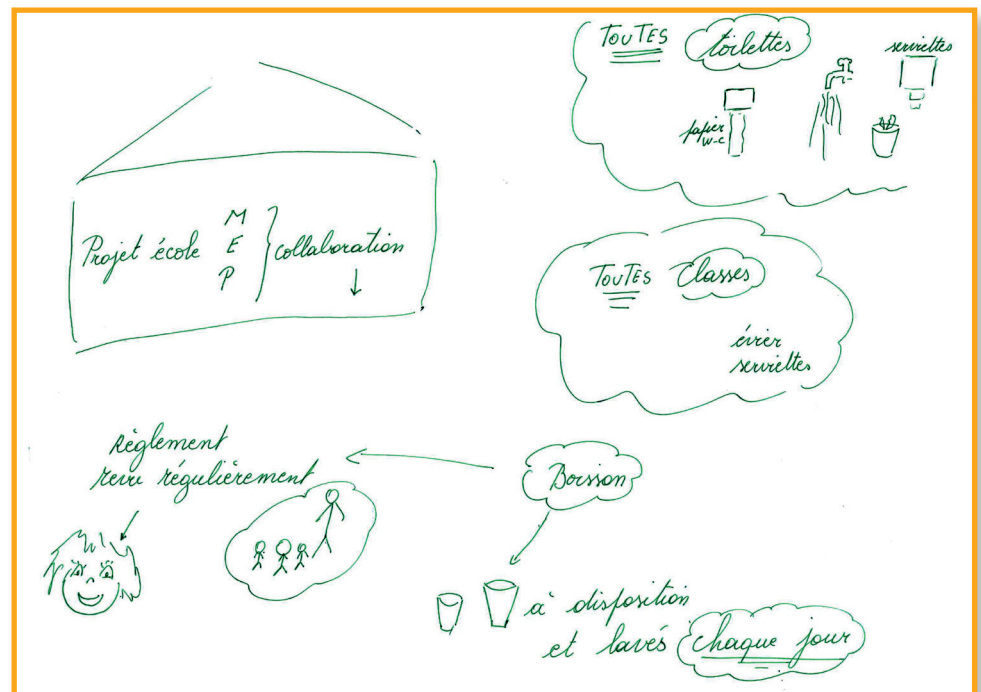 TOUTES toilettes
serviettes
papier
w-c
M
Projet école E collaboration
P
TOUTES Classes
évier
serviettes
Règlement
revu régulièrement
Boisson
à disposition
et lavés chaque jour